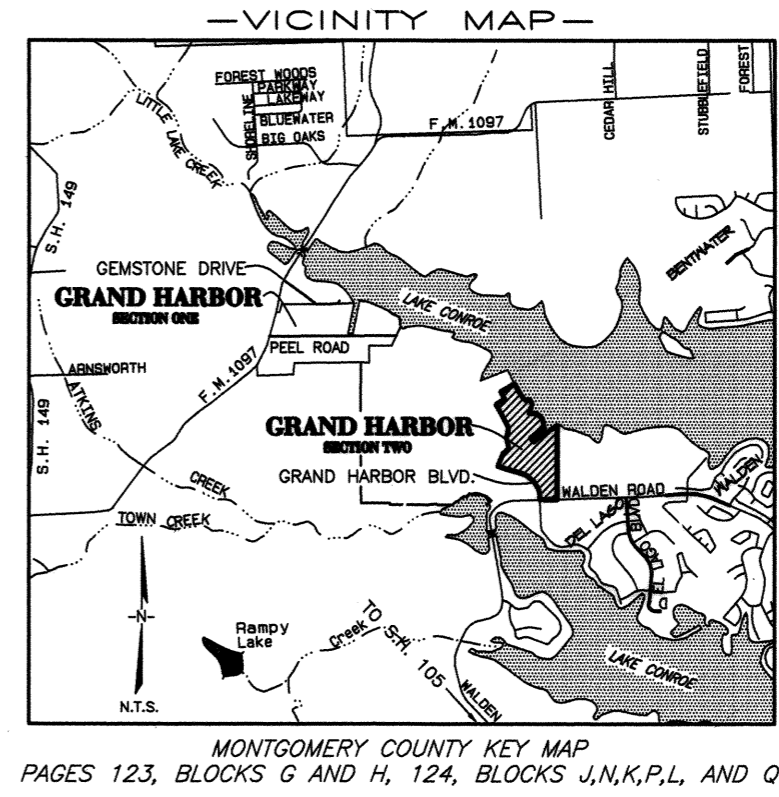 -VICINITY MAP-
FOREST WOODS
PARKWAY
LAKEWAY
BLUEWATER
BIG OAKS
SHORELINE
LITTLE LAKE CREEK
F.M. 1097
CEDAR HILL
STUBBLEFIELD
FOREST
S.H. 149
BENTWATER
GEMSTONE DRIVE
GRAND HARBOR
SECTION ONE
LAKE CONROE
PEEL ROAD
ARNSWORTH
F.M. 1097
ATKINS
CREEK
S.H. 149
GRAND HARBOR
SECTION TWO
GRAND HARBOR BLVD.
WALDEN ROAD
WALDEN
TOWN CREEK
DEL LAGO
DEL LAGO BLVD
-N-
N.T.S.
Rampy
Lake
Creek
TO S.H. 105
WALDEN
LAKE CONROE
MONTGOMERY COUNTY KEY MAP
PAGES 123, BLOCKS G AND H, 124, BLOCKS J,N,K,P,L, AND Q